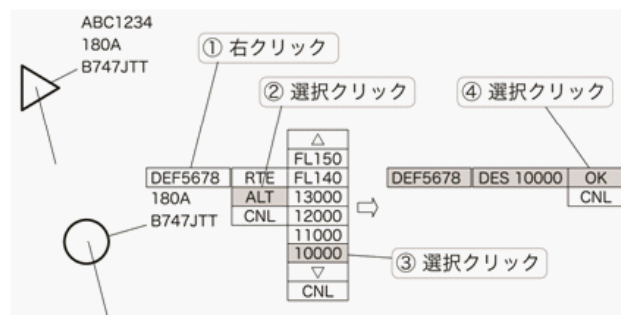 ABC1234
180A
B747JTT
① 右クリック
② 選択クリック
④ 選択クリック
△
FL150
DEF5678 RTE FL140
180A ALT 13000
B747JTT CNL 12000
11000
10000
▽
CNL
③ 選択クリック
⇨
DEF5678 DES 10000 OK
CNL